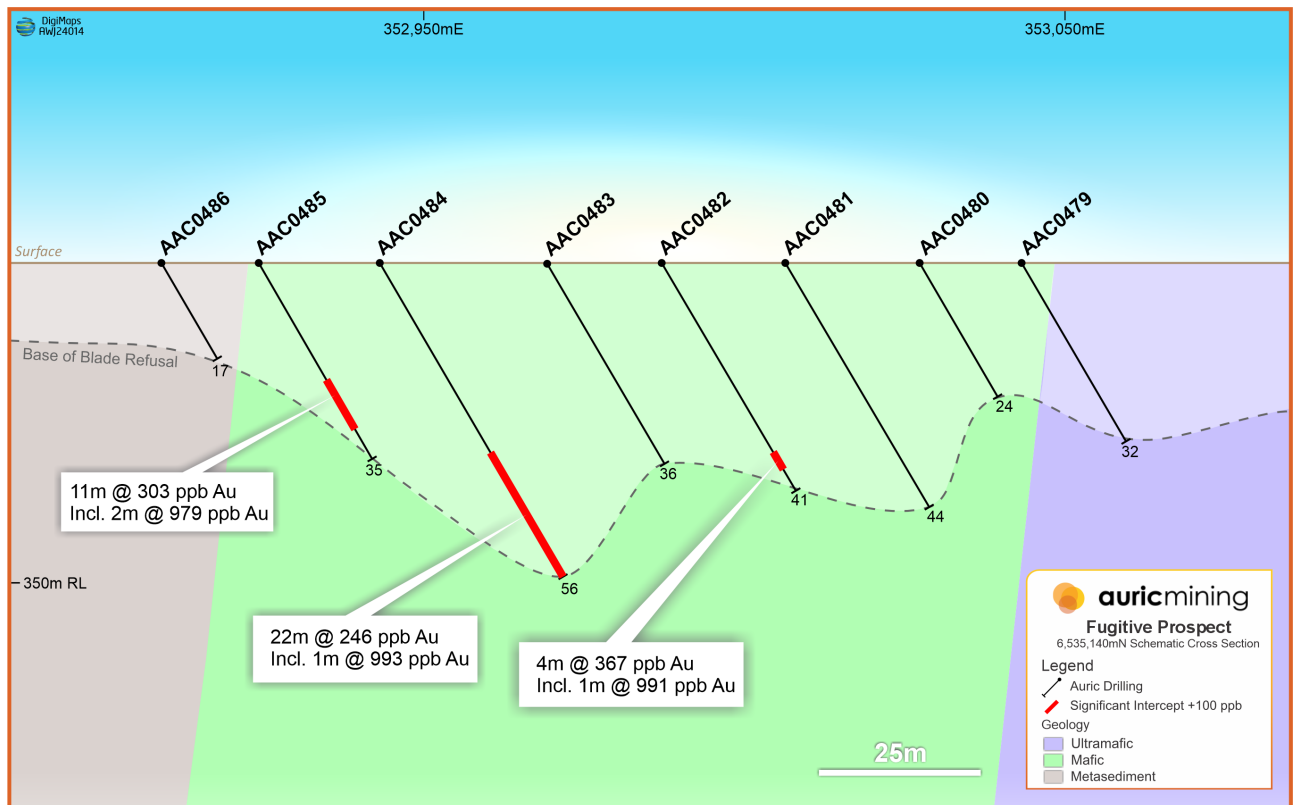 DigiMaps
AWJ24014
352,950mE
353,050mE
AAC0486
AAC0485
AAC0484
AAC0483
AAC0482
AAC0481
AAC0480
AAC0479
Surface
Base of Blade Refusal
17
35
56
36
41
44
24
32
11m @ 303 ppb Au
Incl. 2m @ 979 ppb Au
350m RL
22m @ 246 ppb Au
Incl. 1m @ 993 ppb Au
4m @ 367 ppb Au
Incl. 1m @ 991 ppb Au
25m
auricmining
Fugitive Prospect
6,535,140mN Schematic Cross Section
Legend
Auric Drilling
Significant Intercept +100 ppb
Geology
Ultramafic
Mafic
Metasediment